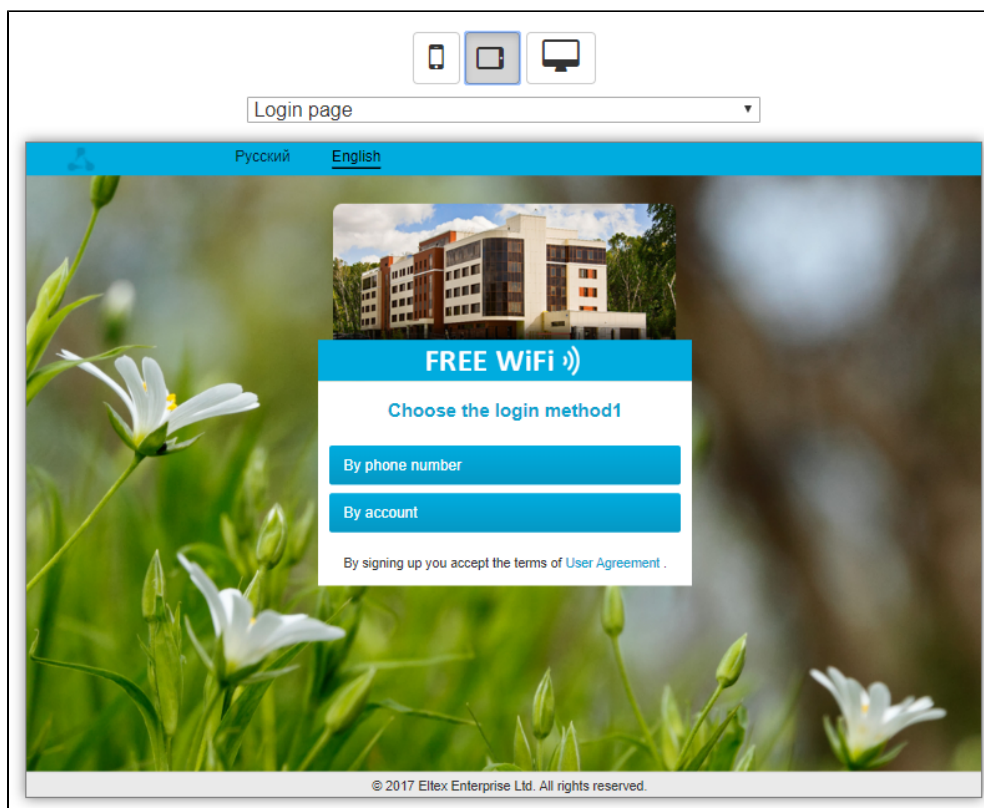 Login page
Русский English
FREE WiFi
Choose the login method1
By phone number
By account
By signing up you accept the terms of User Agreement .
© 2017 Eltex Enterprise Ltd. All rights reserved.